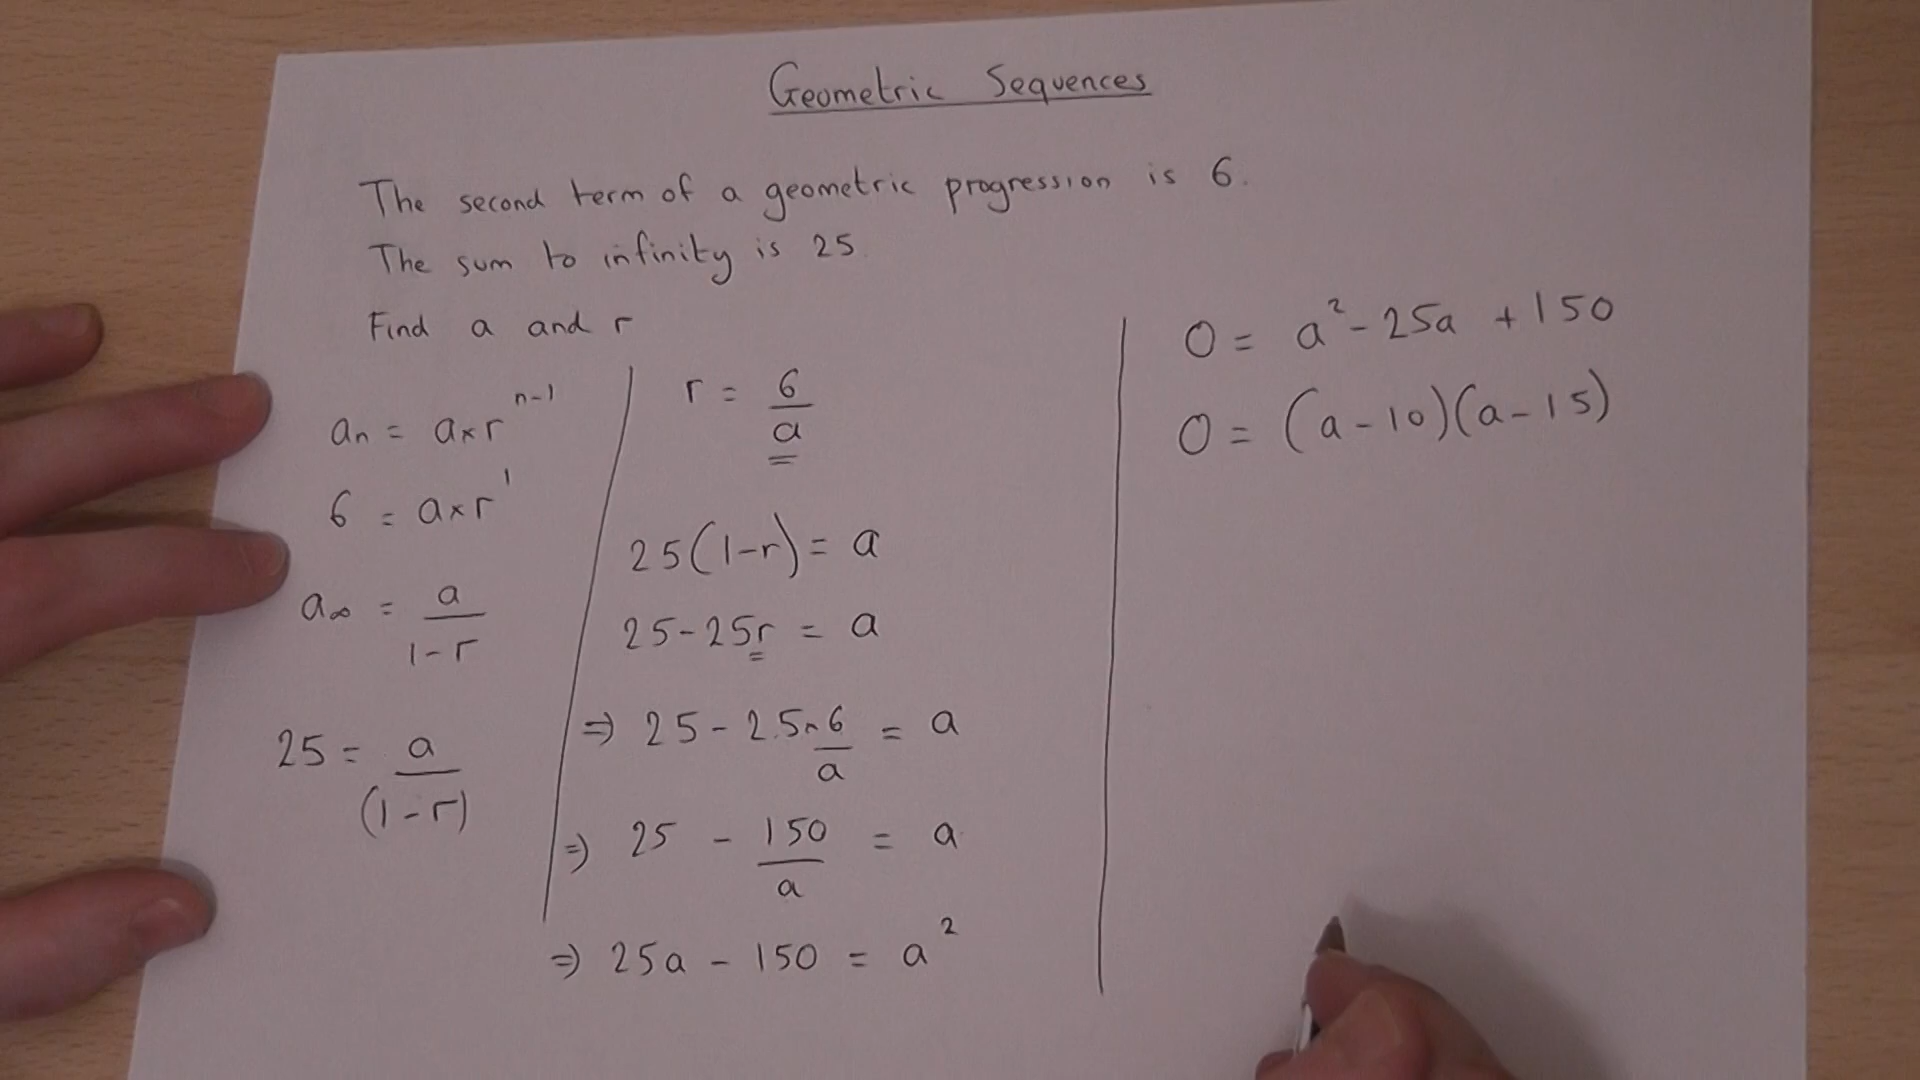 Geometric Sequences
The second term of a geometric progression is 6.
The sum to infinity is 25
Find a and r
aₙ = a×rⁿ⁻¹
6 = a×r¹
a∞ = a/(1-r)
25 = a/(1-r)
r = 6/a
25(1-r) = a
25-25r = a
⇒ 25 - 25×6/a = a
⇒ 25 - 150/a = a
⇒ 25a - 150 = a²
0 = a² - 25a + 150
0 = (a-10)(a-15)